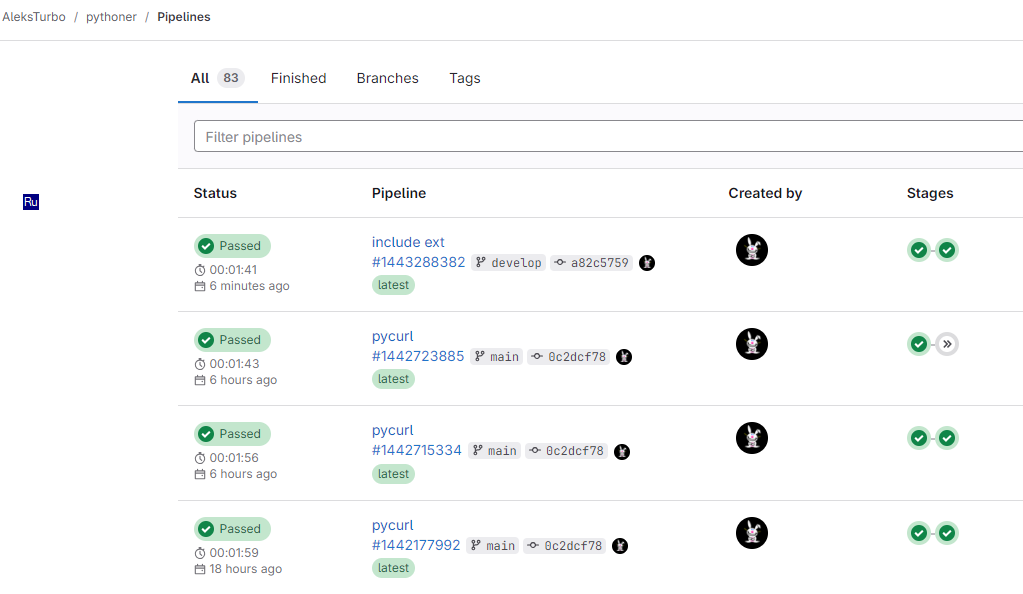 AleksTurbo / pythoner / Pipelines
All 83 Finished Branches Tags
Filter pipelines
Status Pipeline Created by Stages
Ru
Passed
00:01:41
6 minutes ago
include ext
#1443288382 develop a82c5759
latest
Passed
00:01:43
6 hours ago
pycurl
#1442723885 main 0c2dcf78
latest
Passed
00:01:56
6 hours ago
pycurl
#1442715334 main 0c2dcf78
latest
Passed
00:01:59
18 hours ago
pycurl
#1442177992 main 0c2dcf78
latest